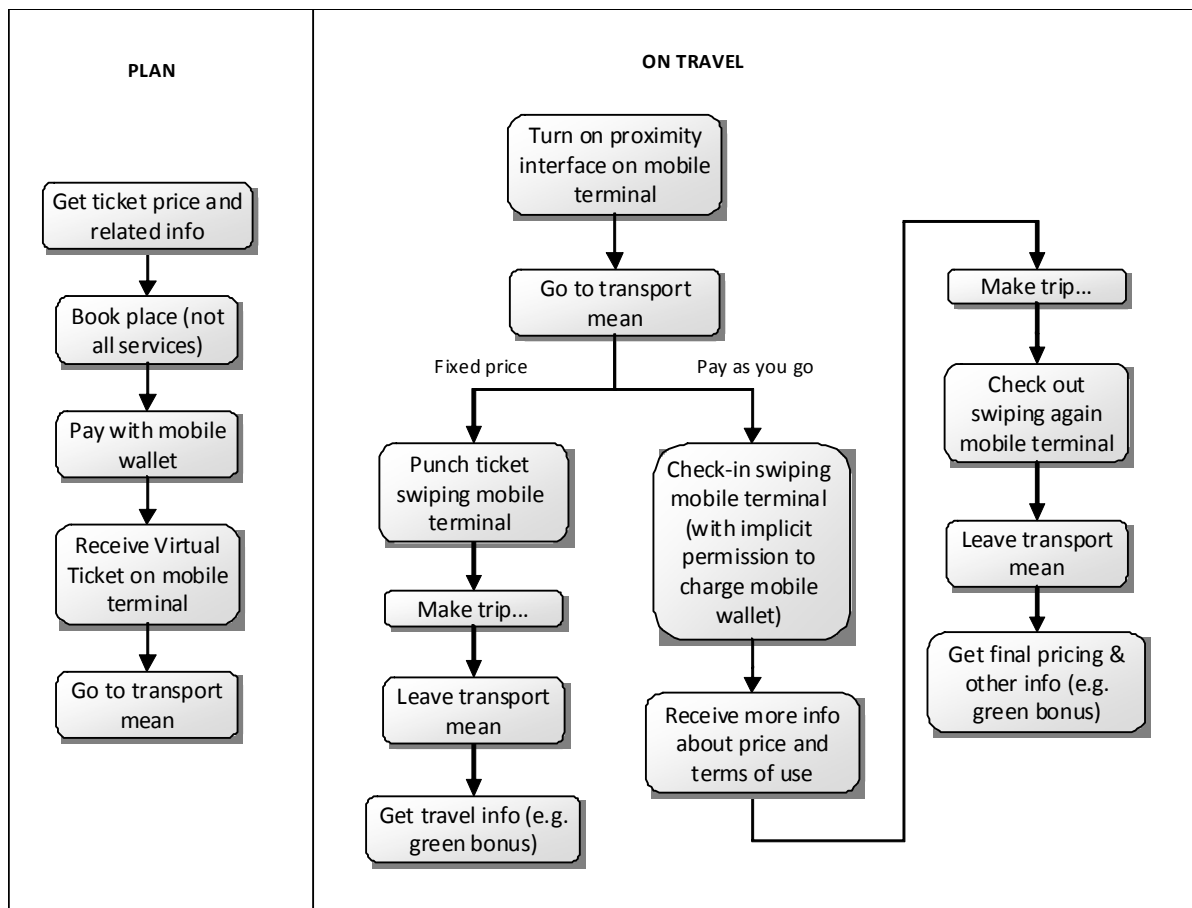 PLAN
Get ticket price and
related info
Book place (not
all services)
Pay with mobile
wallet
Receive Virtual
Ticket on mobile
terminal
Go to transport
mean
ON TRAVEL
Turn on proximity
interface on mobile
terminal
Go to transport
mean
Fixed price
Pay as you go
Punch ticket
swiping mobile
terminal
Make trip...
Leave transport
mean
Get travel info (e.g.
green bonus)
Check-in swiping
mobile terminal
(with implicit
permission to
charge mobile
wallet)
Receive more info
about price and
terms of use
Make trip...
Check out
swiping again
mobile terminal
Leave transport
mean
Get final pricing &
other info (e.g.
green bonus)